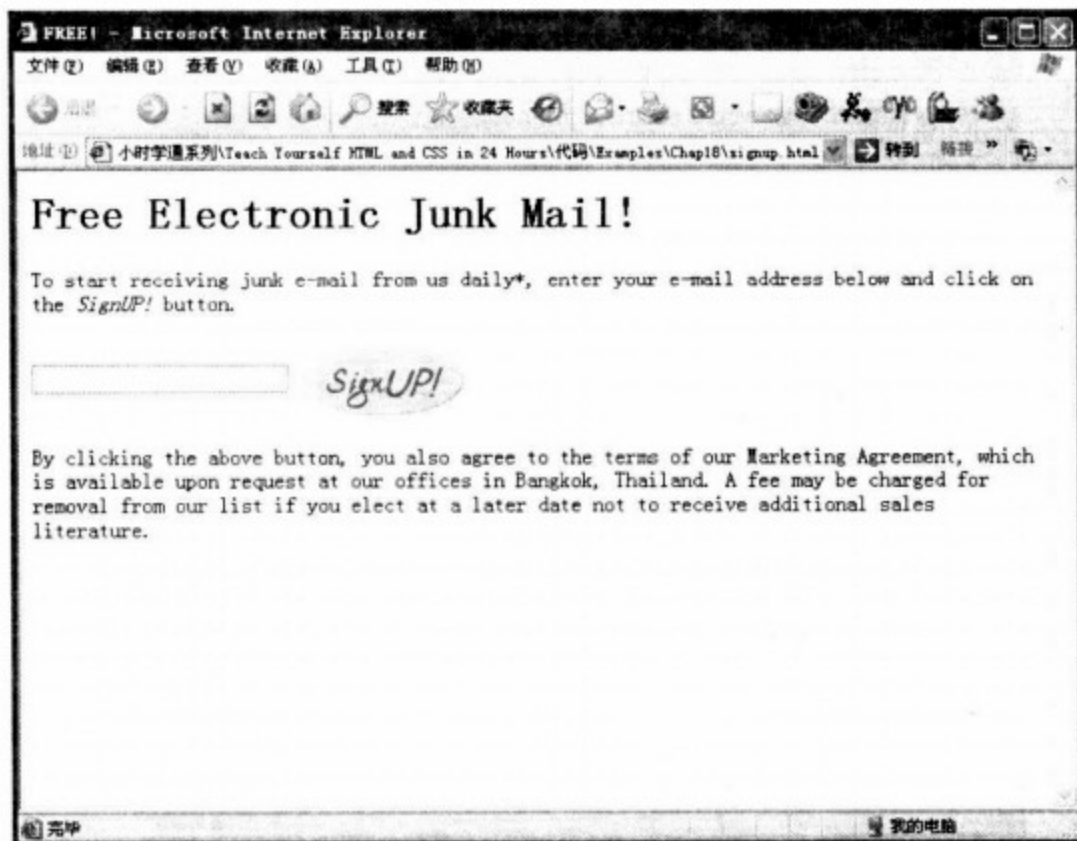 FREE! - Microsoft Internet Explorer
文件(F) 编辑(E) 查看(V) 收藏(A) 工具(T) 帮助(H)
后退 搜索 收藏夹
地址(D) 小时学通系列\Teach Yourself HTML and CSS in 24 Hours\代码\Examples\Chap18\signup.html 转到 链接 »
Free Electronic Junk Mail!
To start receiving junk e-mail from us daily*, enter your e-mail address below and click on
the SignUP! button.
SignUP!
By clicking the above button, you also agree to the terms of our Marketing Agreement, which
is available upon request at our offices in Bangkok, Thailand. A fee may be charged for
removal from our list if you elect at a later date not to receive additional sales
literature.
完毕 我的电脑